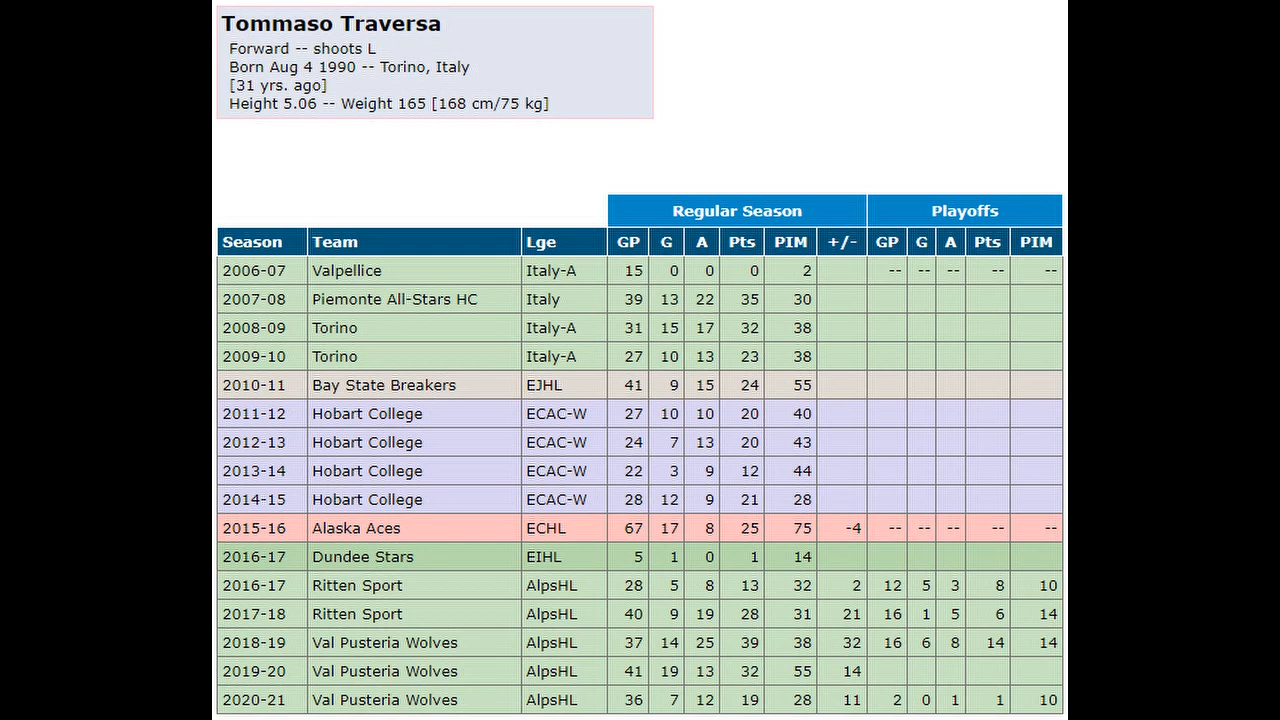 Tommaso Traversa
Forward -- shoots L
Born Aug 4 1990 -- Torino, Italy
[31 yrs. ago]
Height 5.06 -- Weight 165 [168 cm/75 kg]
Regular Season Playoffs
Season Team Lge GP G A Pts PIM +/- GP G A Pts PIM
2006-07 Valpellice Italy-A 15 0 0 0 2 -- -- -- -- --
2007-08 Piemonte All-Stars HC Italy 39 13 22 35 30
2008-09 Torino Italy-A 31 15 17 32 38
2009-10 Torino Italy-A 27 10 13 23 38
2010-11 Bay State Breakers EJHL 41 9 15 24 55
2011-12 Hobart College ECAC-W 27 10 10 20 40
2012-13 Hobart College ECAC-W 24 7 13 20 43
2013-14 Hobart College ECAC-W 22 3 9 12 44
2014-15 Hobart College ECAC-W 28 12 9 21 28
2015-16 Alaska Aces ECHL 67 17 8 25 75 -4 -- -- -- -- --
2016-17 Dundee Stars EIHL 5 1 0 1 14
2016-17 Ritten Sport AlpsHL 28 5 8 13 32 2 12 5 3 8 10
2017-18 Ritten Sport AlpsHL 40 9 19 28 31 21 16 1 5 6 14
2018-19 Val Pusteria Wolves AlpsHL 37 14 25 39 38 32 16 6 8 14 14
2019-20 Val Pusteria Wolves AlpsHL 41 19 13 32 55 14
2020-21 Val Pusteria Wolves AlpsHL 36 7 12 19 28 11 2 0 1 1 10